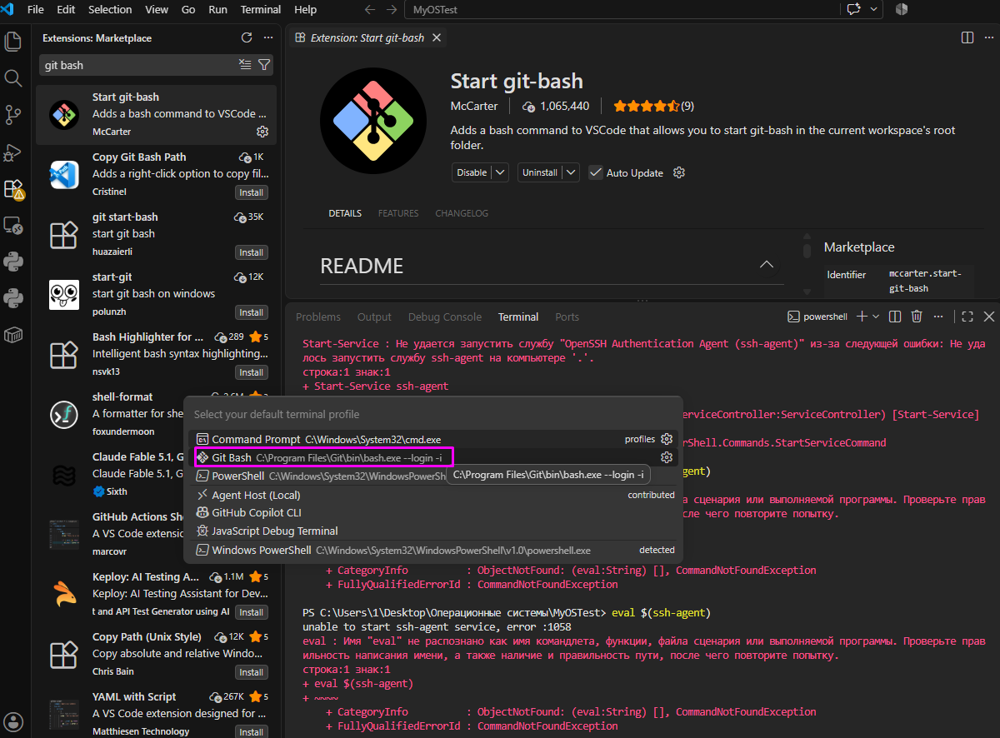 File Edit Selection View Go Run Terminal Help
MyOSTest
Extensions: Marketplace
git bash
Start git-bash
Adds a bash command to VSCode ...
McCarter
Copy Git Bash Path 1K
Adds a right-click option to copy fil...
Cristinel Install
git start-bash 35K
start git bash
huazaierli Install
start-git 12K
start git bash on windows
polunzh Install
Bash Highlighter for ... 289 5
Intelligent bash syntax highlighting...
nsvk13 Install
shell-format
A formatter for she
foxundermoon
Claude Fable 5.1, G
Claude Fable 5.1, G
Sixth
GitHub Actions She
A VS Code extensio
marcovr
Keploy: AI Testing A... 1.1M 5
Keploy: AI Testing Assistant for Dev...
t and API Test Generator using AI Install
Copy Path (Unix Style) 12K 5
Copy absolute and relative Windo...
Chris Bain Install
YAML with Script 267K 5
A VS Code extension designed for ...
Matthiesen Technology Install
Extension: Start git-bash
Start git-bash
McCarter 1,065,440 (9)
Adds a bash command to VSCode that allows you to start git-bash in the current workspace's root
folder.
Disable Uninstall Auto Update
DETAILS FEATURES CHANGELOG
README
Marketplace
Identifier mccarter.start-
git-bash
Problems Output Debug Console Terminal Ports
powershell
Start-Service : Не удается запустить службу "OpenSSH Authentication Agent (ssh-agent)" из-за следующей ошибки: Не уда
лось запустить службу ssh-agent на компьютере '.'.
строка:1 знак:1
+ Start-Service ssh-agent
Select your default terminal profile
Command Prompt C:\Windows\System32\cmd.exe profiles
Git Bash C:\Program Files\Git\bin\bash.exe --login -i
PowerShell C:\Windows\System32\WindowsPowerSh
C:\Program Files\Git\bin\bash.exe --login -i
Agent Host (Local) contributed
GitHub Copilot CLI
JavaScript Debug Terminal
Windows PowerShell C:\Windows\System32\WindowsPowerShell\v1.0\powershell.exe detected
erviceController:ServiceController) [Start-Service]
rShell.Commands.StartServiceCommand
gent)
а сценария или выполняемой программы. Проверьте прав
сле чего повторите попытку.
+ CategoryInfo : ObjectNotFound: (eval:String) [], CommandNotFoundException
+ FullyQualifiedErrorId : CommandNotFoundException
PS C:\Users\1\Desktop\Операционные системы\MyOSTest> eval $(ssh-agent)
unable to start ssh-agent service, error :1058
eval : Имя "eval" не распознано как имя командлета, функции, файла сценария или выполняемой программы. Проверьте прав
ильность написания имени, а также наличие и правильность пути, после чего повторите попытку.
строка:1 знак:1
+ eval $(ssh-agent)
+ ~~~~
+ CategoryInfo : ObjectNotFound: (eval:String) [], CommandNotFoundException
+ FullyQualifiedErrorId : CommandNotFoundException